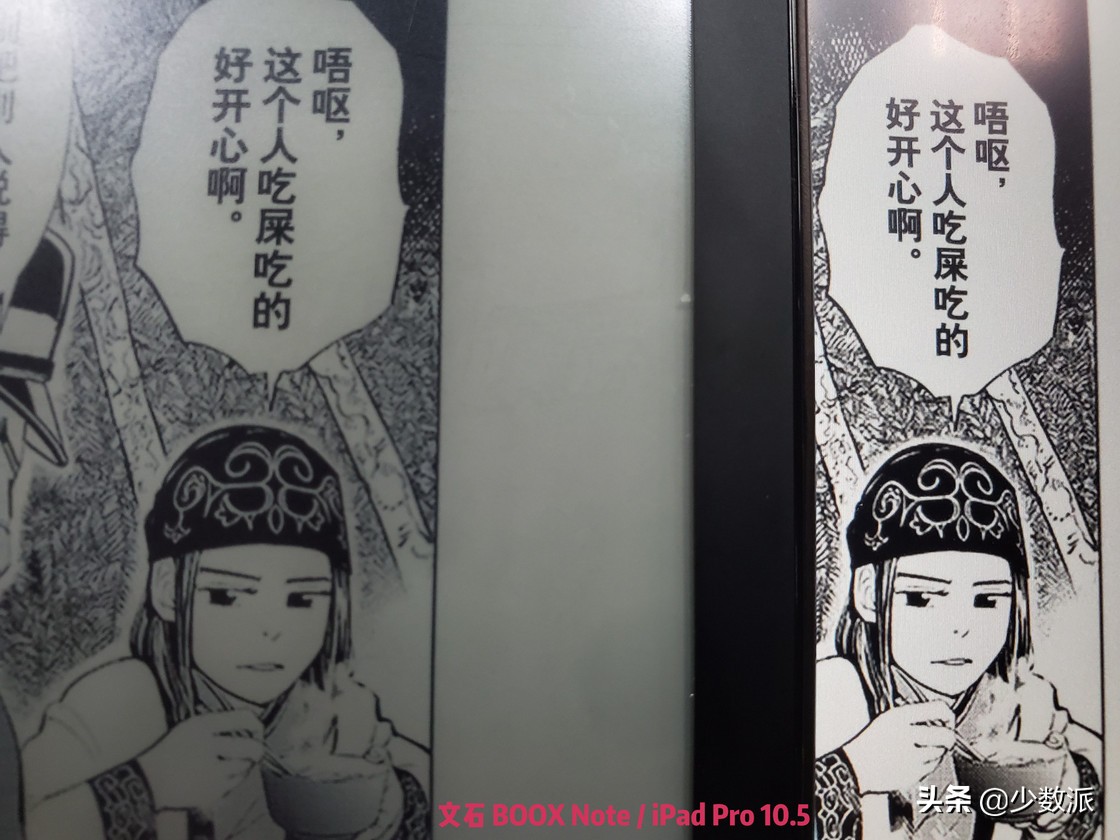 唔呕，
这个人吃屎吃的
好开心啊。
唔呕，
这个人吃屎吃的
好开心啊。
文石 BOOX Note / iPad Pro 10.5
头条 @少数派